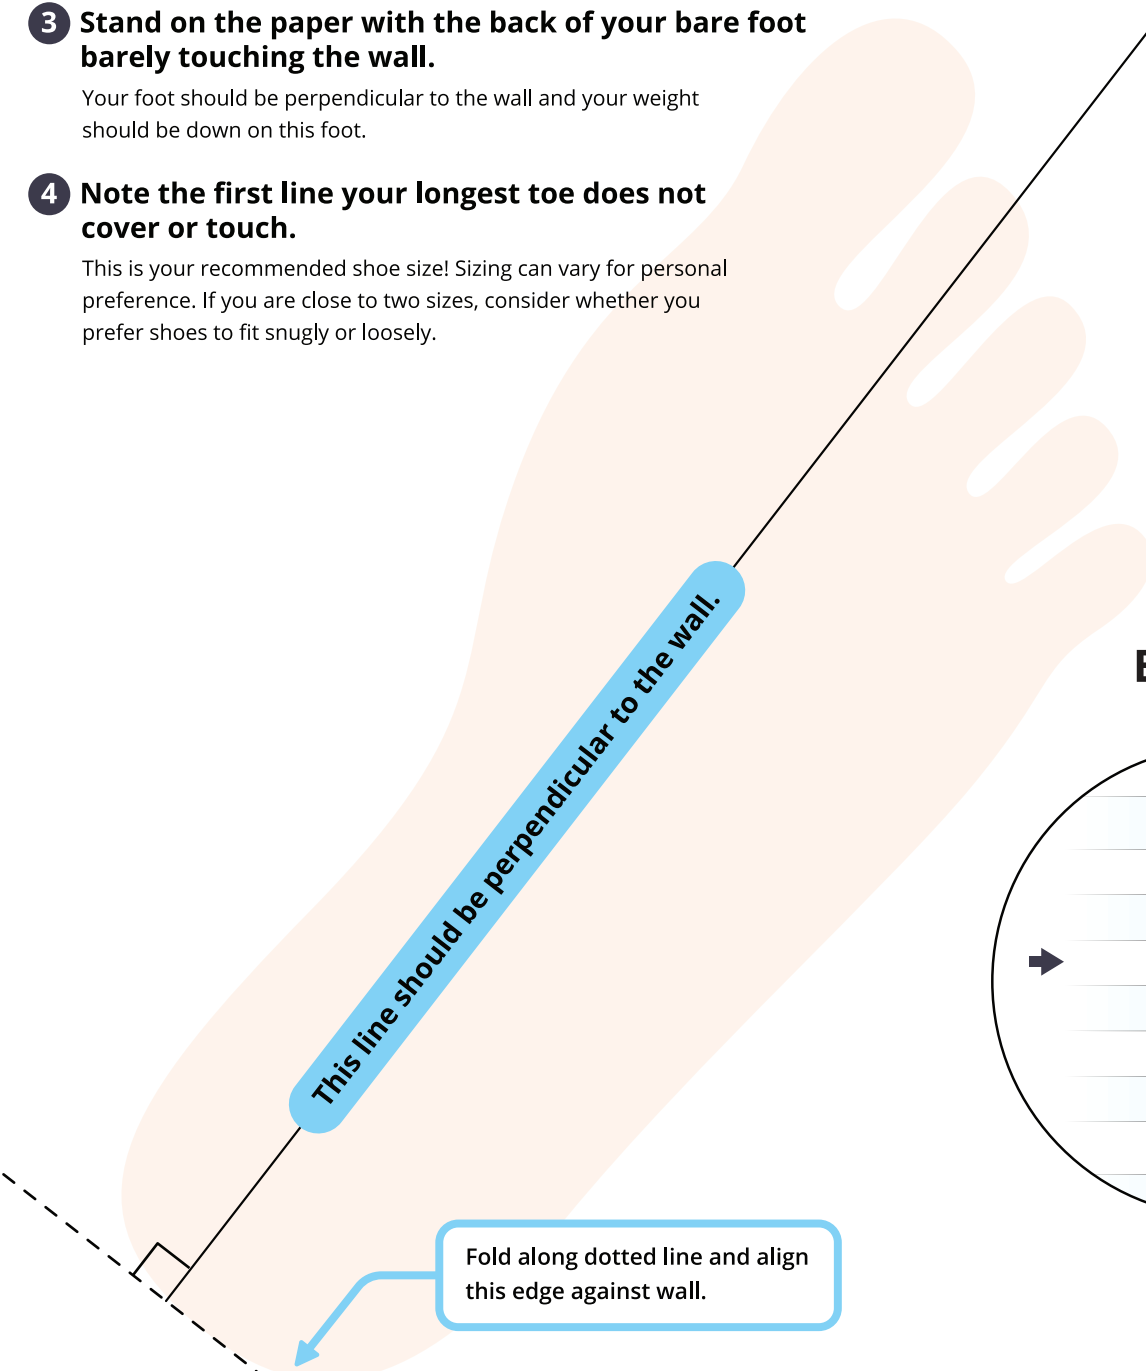 3 Stand on the paper with the back of your bare foot
barely touching the wall.
Your foot should be perpendicular to the wall and your weight
should be down on this foot.
4 Note the first line your longest toe does not
cover or touch.
This is your recommended shoe size! Sizing can vary for personal
preference. If you are close to two sizes, consider whether you
prefer shoes to fit snugly or loosely.
This line should be perpendicular to the wall.
Fold along dotted line and align
this edge against wall.